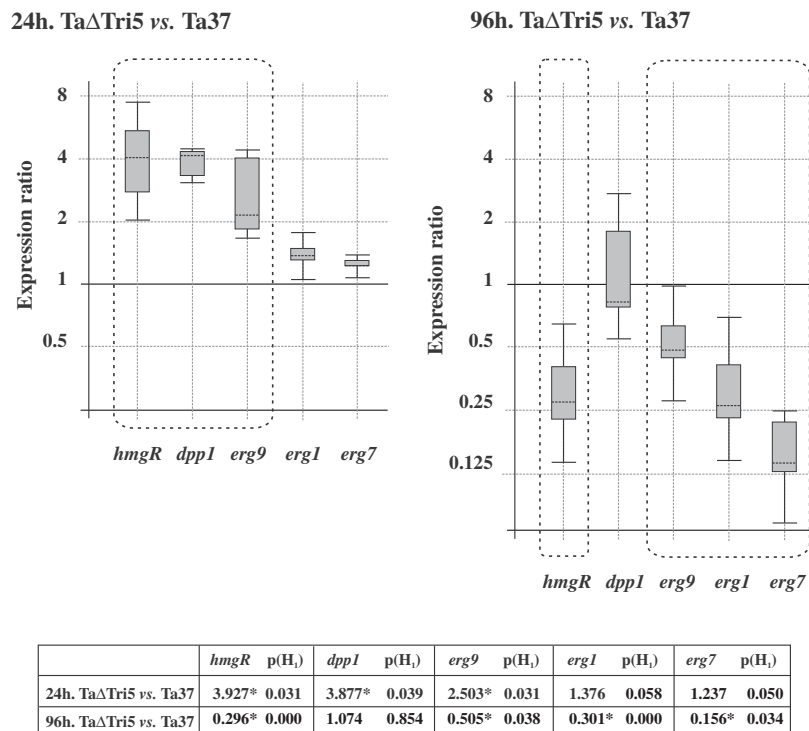 24h. TaΔTri5 vs. Ta37
8
4
2
1
0.5
Expression ratio
hmgR dpp1 erg9 erg1 erg7
96h. TaΔTri5 vs. Ta37
8
4
2
1
0.5
0.25
0.125
Expression ratio
hmgR dpp1 erg9 erg1 erg7
hmgR p(H₁) dpp1 p(H₁) erg9 p(H₁) erg1 p(H₁) erg7 p(H₁)
24h. TaΔTri5 vs. Ta37 3.927* 0.031 3.877* 0.039 2.503* 0.031 1.376 0.058 1.237 0.050
96h. TaΔTri5 vs. Ta37 0.296* 0.000 1.074 0.854 0.505* 0.038 0.301* 0.000 0.156* 0.034